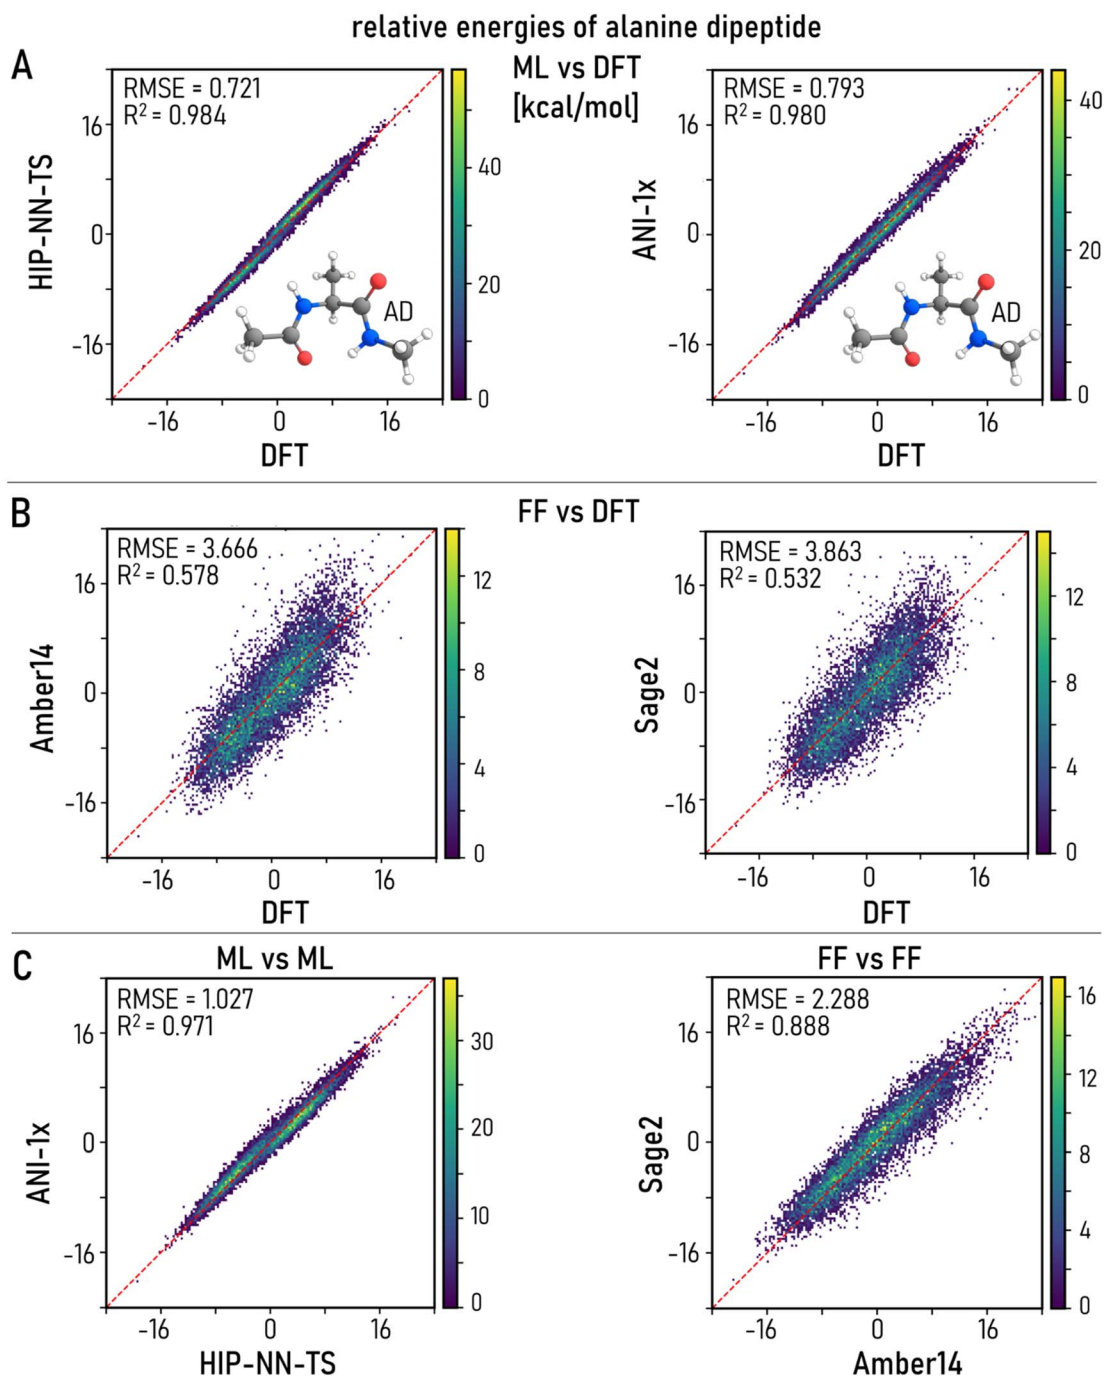 relative energies of alanine dipeptide
A
ML vs DFT
[kcal/mol]
RMSE = 0.721
R² = 0.984
HIP-NN-TS
16
0
-16
-16
0
16
DFT
AD
40
20
0
RMSE = 0.793
R² = 0.980
ANI-1x
16
0
-16
-16
0
16
DFT
AD
40
20
0
B
FF vs DFT
RMSE = 3.666
R² = 0.578
Amber14
16
0
-16
-16
0
16
DFT
12
8
4
0
RMSE = 3.863
R² = 0.532
Sage2
16
0
-16
-16
0
16
DFT
12
8
4
0
C
ML vs ML
RMSE = 1.027
R² = 0.971
ANI-1x
16
0
-16
-16
0
16
HIP-NN-TS
30
20
10
0
FF vs FF
RMSE = 2.288
R² = 0.888
Sage2
16
0
-16
-16
0
16
Amber14
16
12
8
4
0